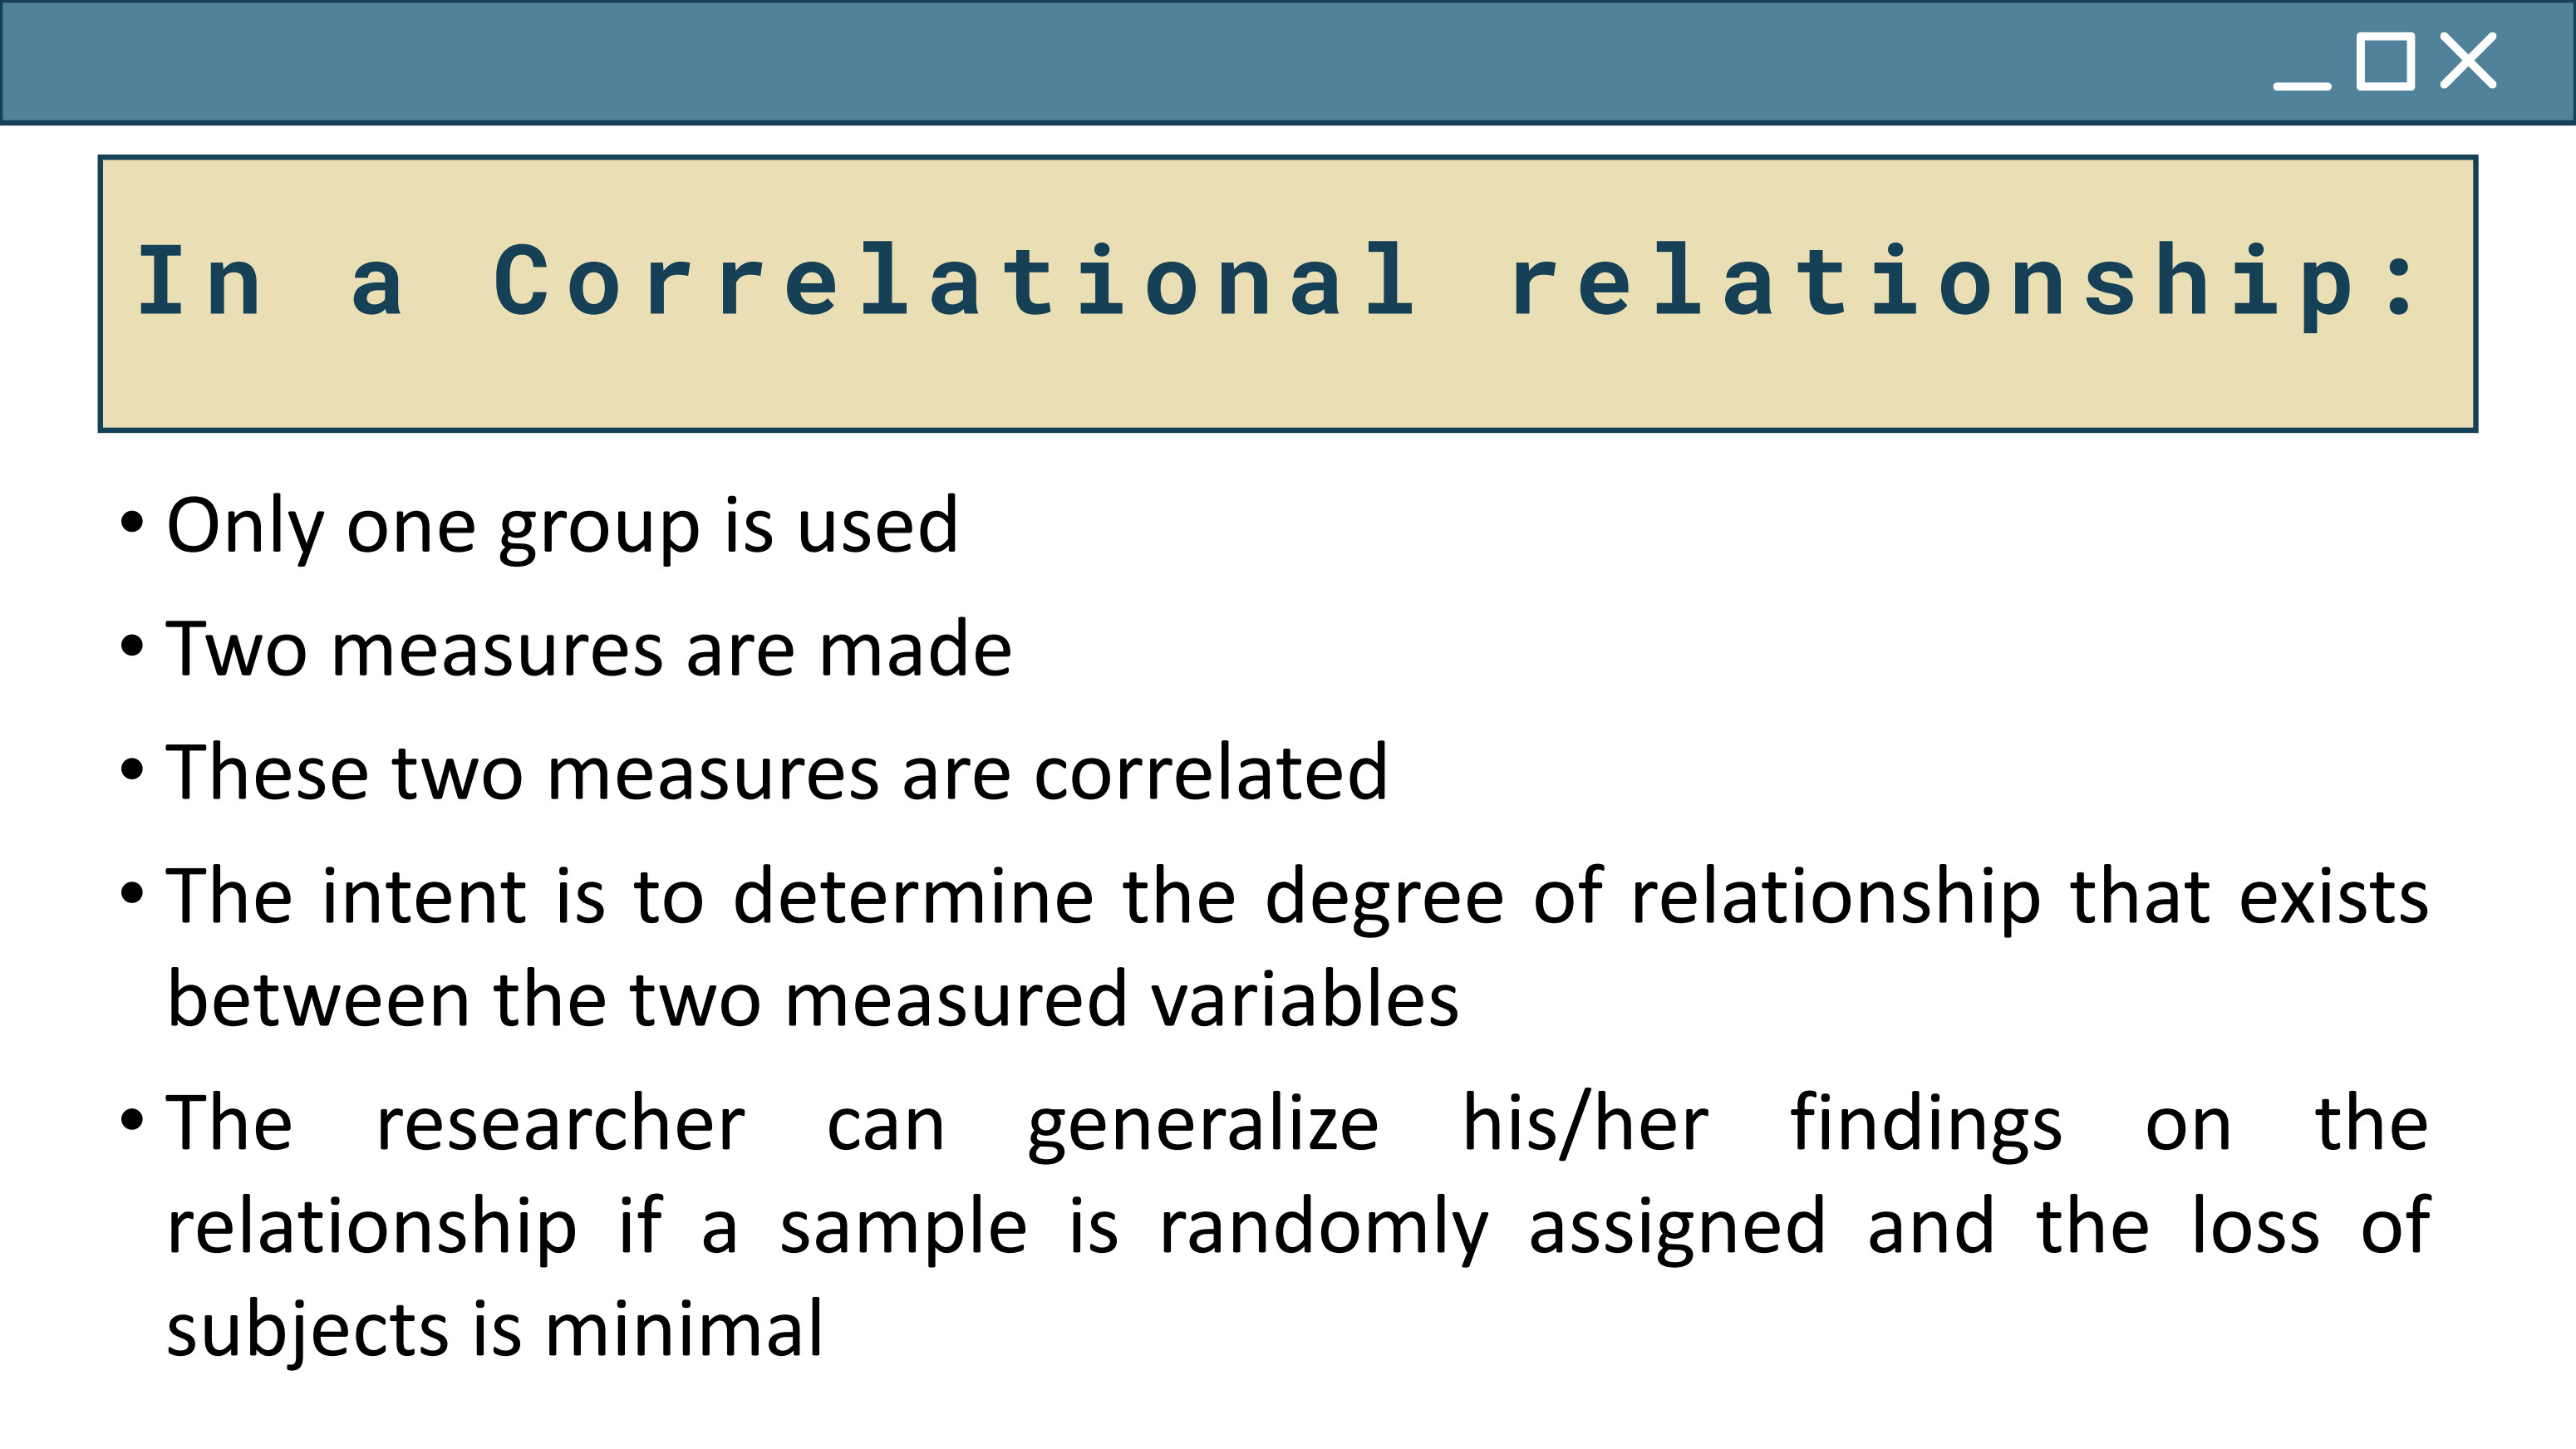 In a Correlational relationship:
• Only one group is used
• Two measures are made
• These two measures are correlated
• The intent is to determine the degree of relationship that exists
between the two measured variables
• The researcher can generalize his/her findings on the
relationship if a sample is randomly assigned and the loss of
subjects is minimal